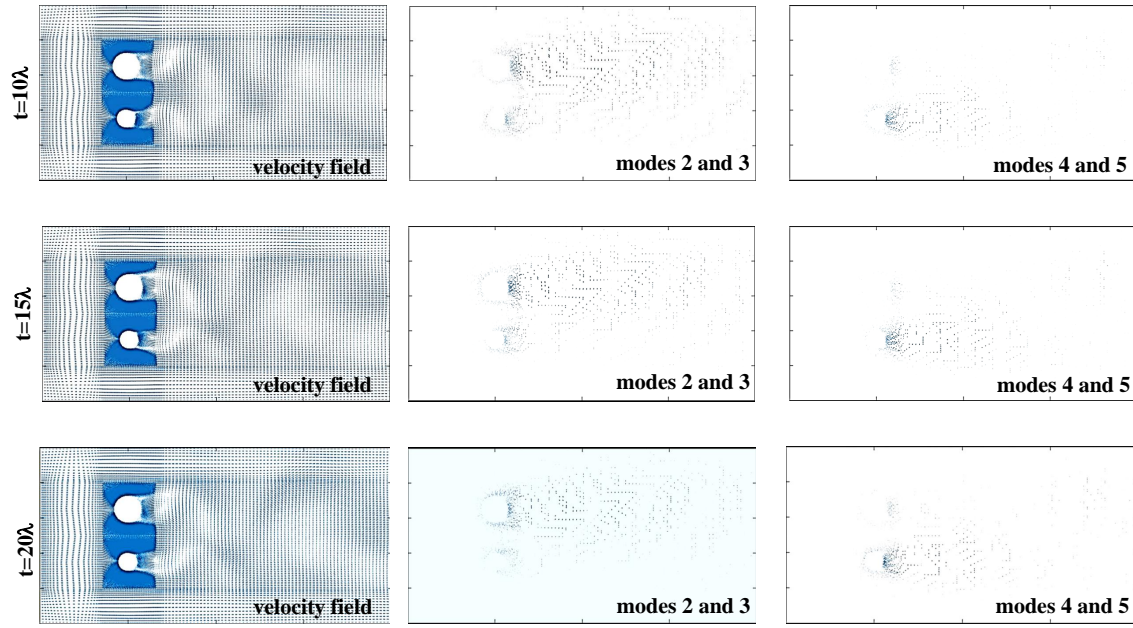 t=10λ
velocity field
modes 2 and 3
modes 4 and 5
t=15λ
velocity field
modes 2 and 3
modes 4 and 5
t=20λ
velocity field
modes 2 and 3
modes 4 and 5